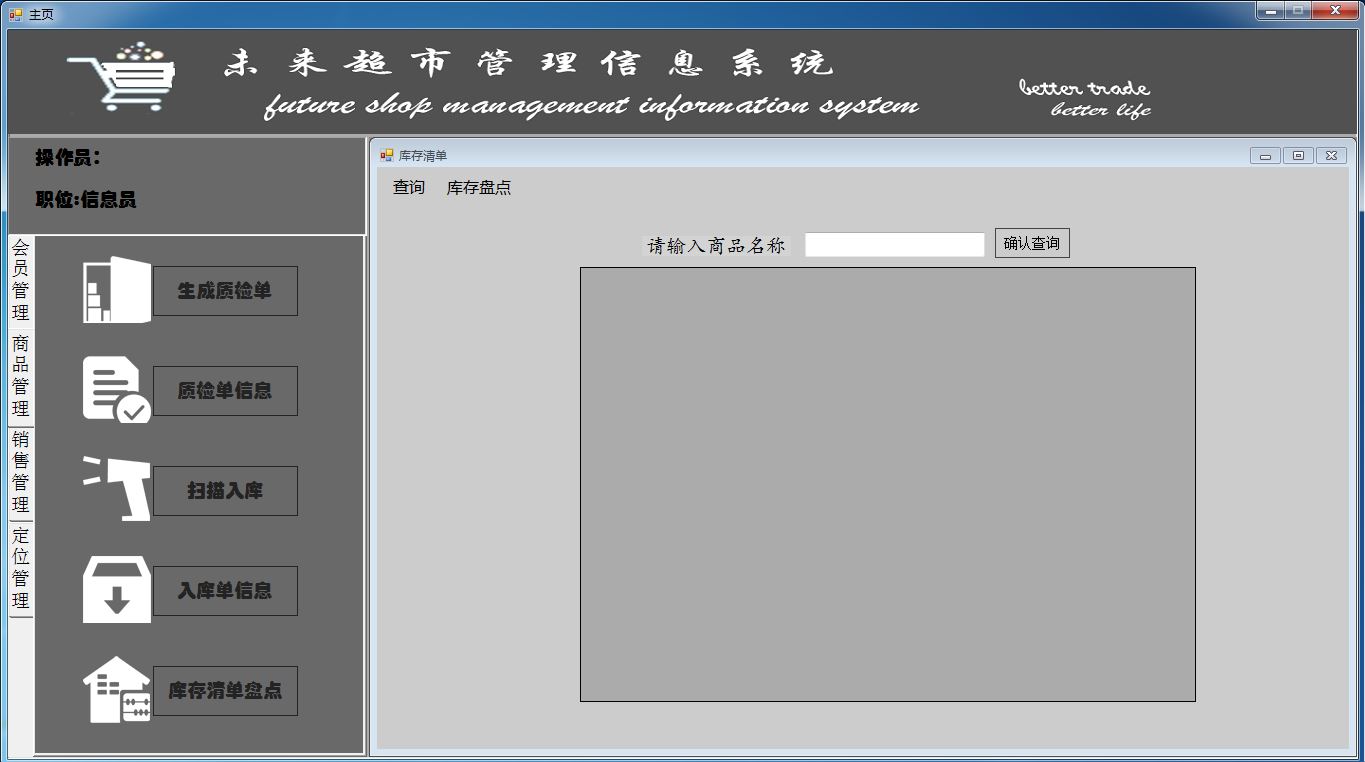 主页
未来超市管理信息系统
future shop management information system
better trade
better life
操作员：
职位:信息员
会员管理
商品管理
销售管理
定位管理
生成质检单
质检单信息
扫描入库
入库单信息
库存清单盘点
库存清单
查询 库存盘点
请输入商品名称 确认查询